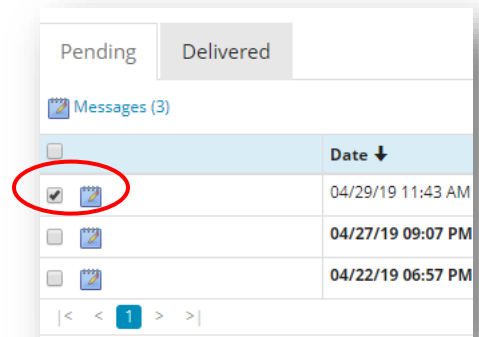 Pending Delivered
Messages (3)
Date ↓
04/29/19 11:43 AM
04/27/19 09:07 PM
04/22/19 06:57 PM
|< < 1 > >|